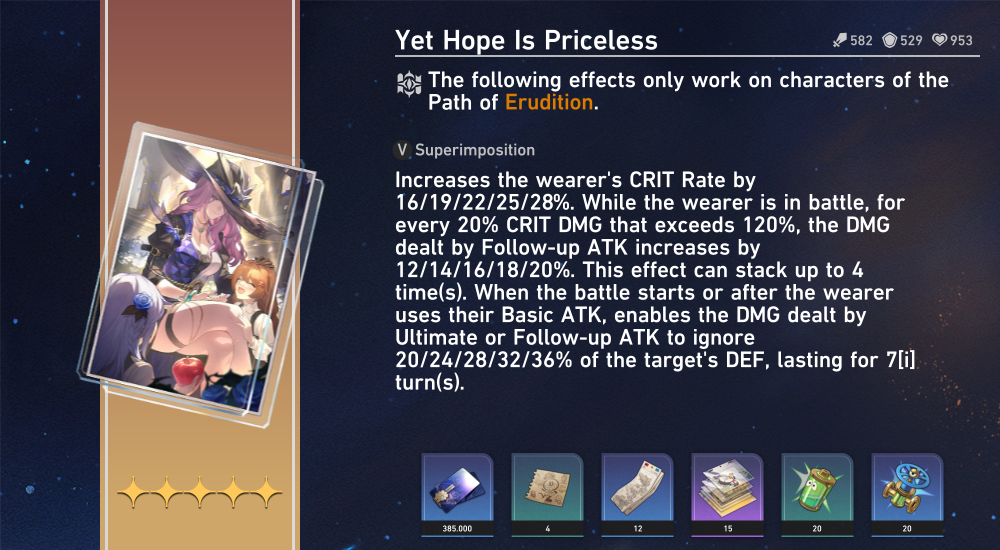 Yet Hope Is Priceless
582 529 953
The following effects only work on characters of the
Path of Erudition.
V Superimposition
Increases the wearer's CRIT Rate by
16/19/22/25/28%. While the wearer is in battle, for
every 20% CRIT DMG that exceeds 120%, the DMG
dealt by Follow-up ATK increases by
12/14/16/18/20%. This effect can stack up to 4
time(s). When the battle starts or after the wearer
uses their Basic ATK, enables the DMG dealt by
Ultimate or Follow-up ATK to ignore
20/24/28/32/36% of the target's DEF, lasting for 7[i]
turn(s).
385.000 4 12 15 20 20